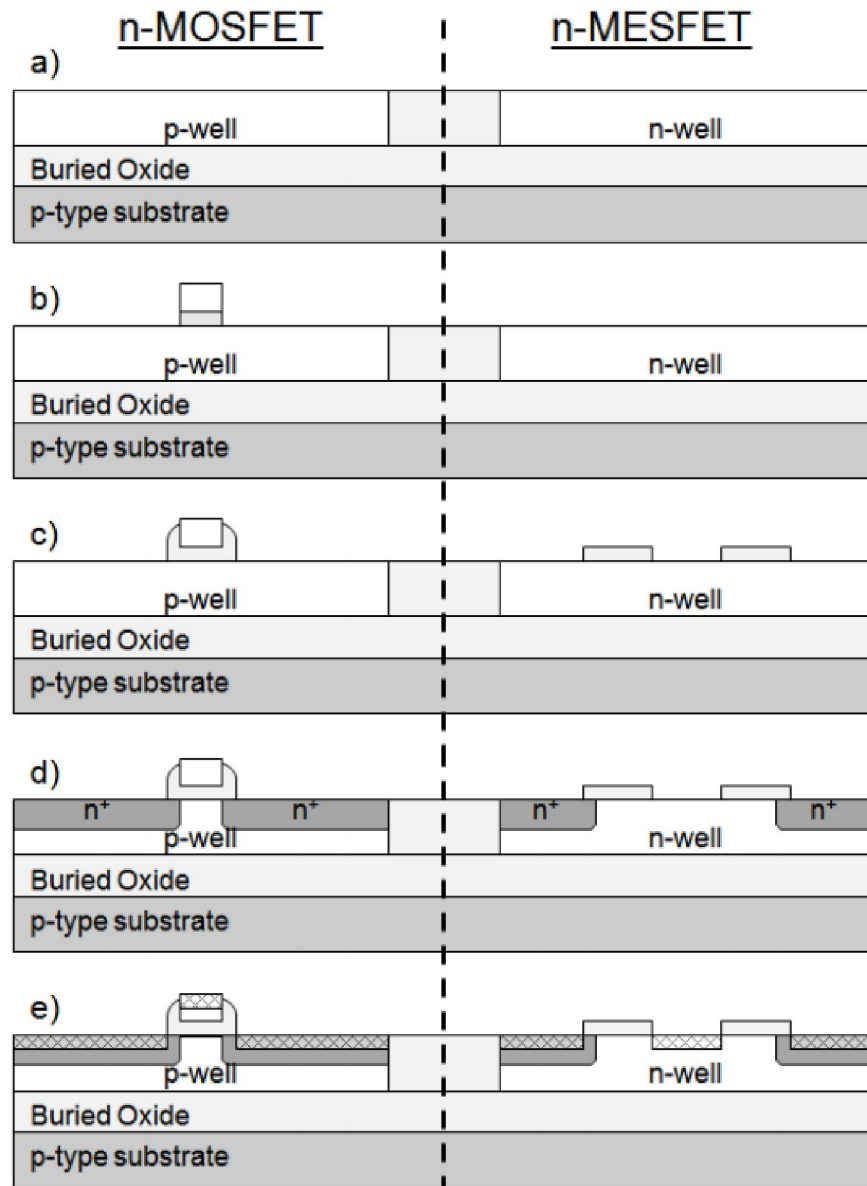 n-MOSFET n-MESFET
a)
p-well n-well
Buried Oxide
p-type substrate
b)
p-well n-well
Buried Oxide
p-type substrate
c)
p-well n-well
Buried Oxide
p-type substrate
d)
n+ n+ n+ n+
p-well n-well
Buried Oxide
p-type substrate
e)
p-well n-well
Buried Oxide
p-type substrate